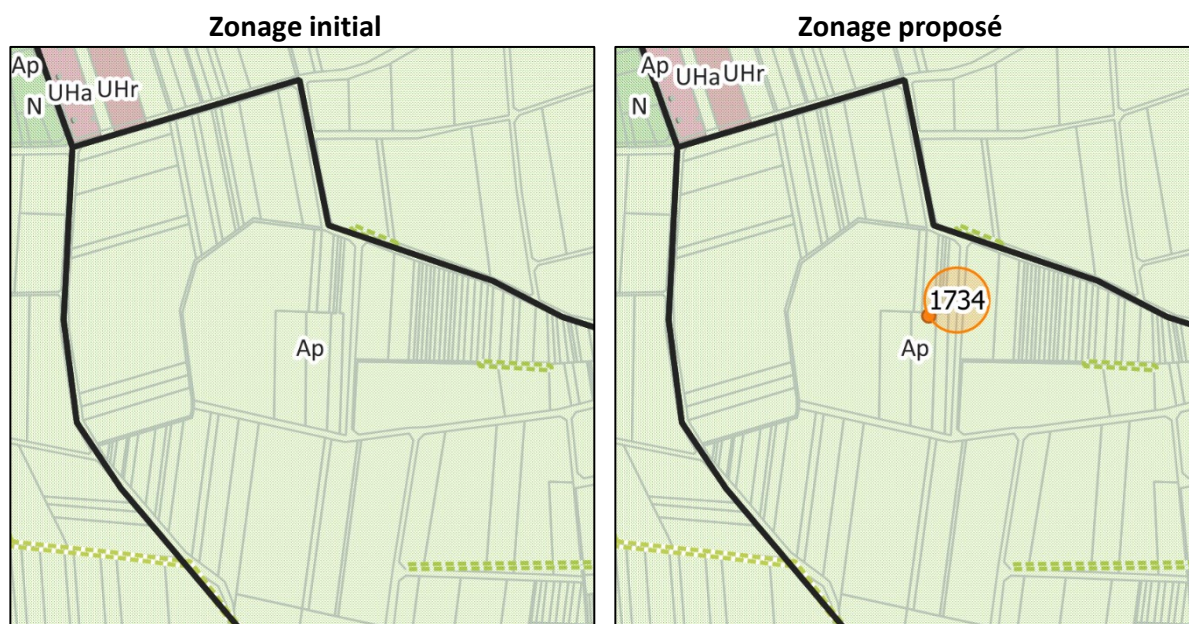 Zonage initial
Zonage proposé
Ap
N
UHa
UHr
Ap
Ap
N
UHa
UHr
1734
Ap